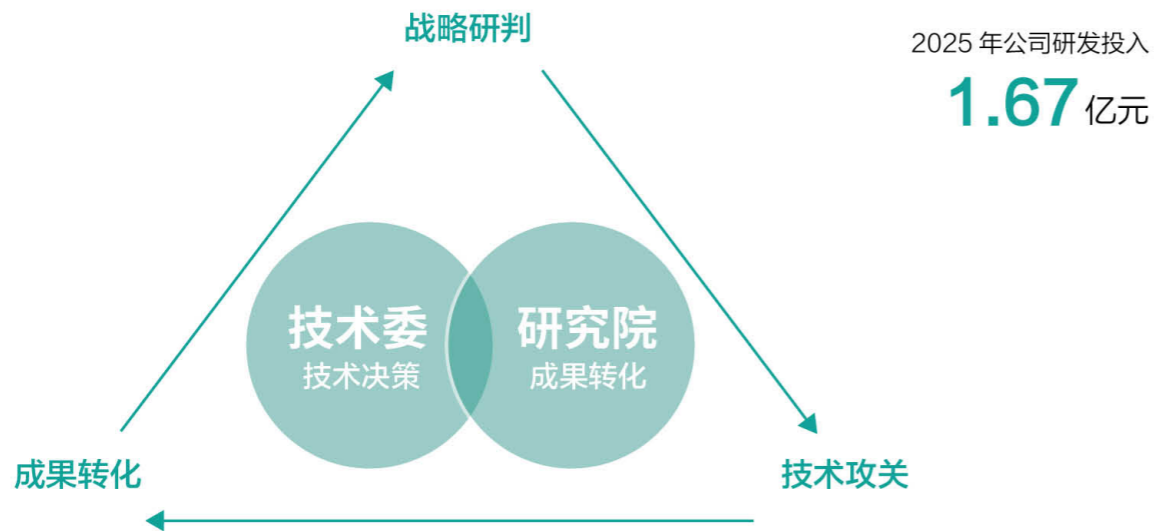 战略研判
2025 年公司研发投入
1.67 亿元
技术委
技术决策
研究院
成果转化
成果转化
技术攻关